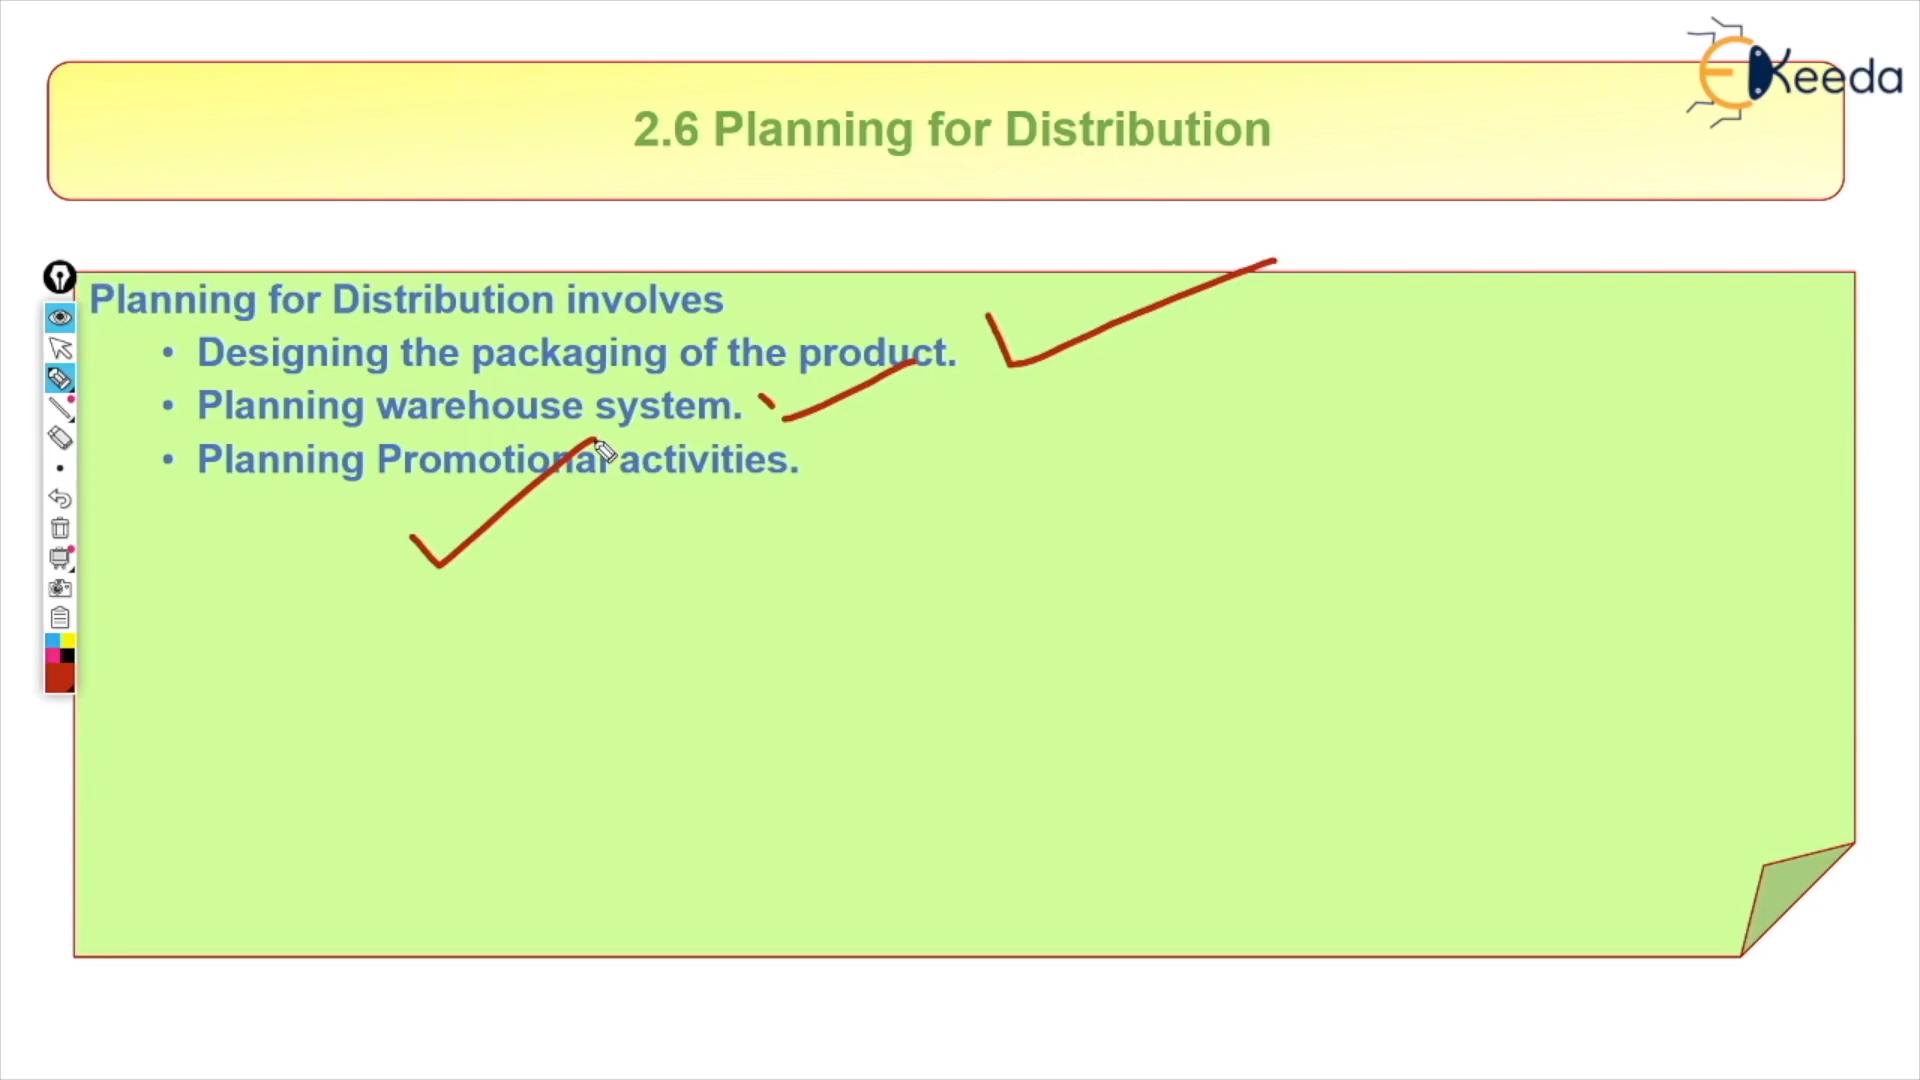 EKeeda
2.6 Planning for Distribution
Planning for Distribution involves
• Designing the packaging of the product.
• Planning warehouse system.
• Planning Promotional activities.